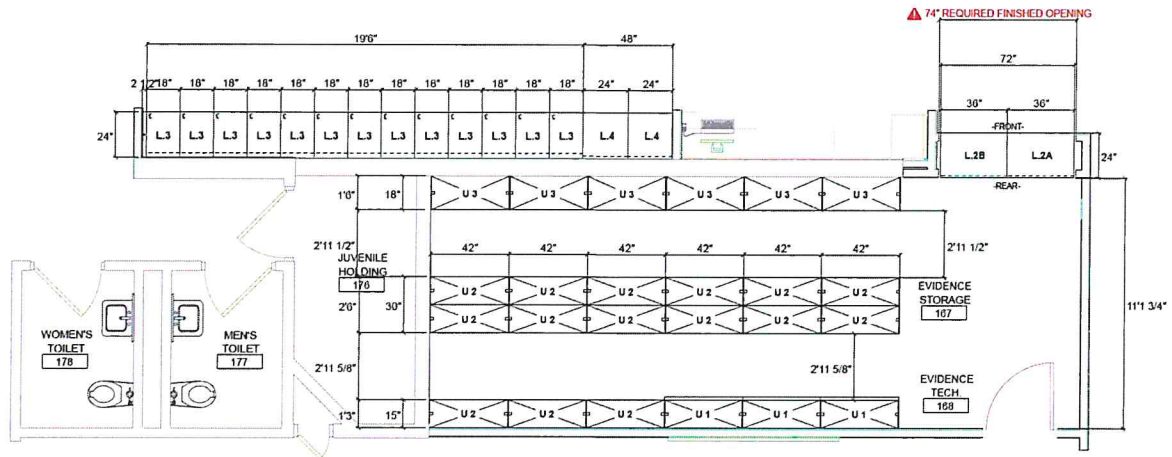 74" REQUIRED FINISHED OPENING
19'6" 48" 72"
2 1/2" 18" 18" 18" 18" 18" 18" 18" 18" 18" 18" 18" 18" 18" 24" 24" 36" 36"
-FRONT-
24" L.3 L.3 L.3 L.3 L.3 L.3 L.3 L.3 L.3 L.3 L.3 L.3 L.3 L.4 L.4 L.2B L.2A 24"
-REAR-
1'6" 18" U 3 U 3 U 3 U 3 U 3 U 3
2'11 1/2" 42" 42" 42" 42" 42" 42" 2'11 1/2"
JUVENILE
HOLDING
176
2'6" 30" U 2 U 2 U 2 U 2 U 2 U 2
U 2 U 2 U 2 U 2 U 2 U 2
EVIDENCE
STORAGE
167
11'1 3/4"
WOMEN'S
TOILET
178
MEN'S
TOILET
177
2'11 5/8" 2'11 5/8"
EVIDENCE
TECH.
168
1'3" 15" U 2 U 2 U 2 U 1 U 1 U 1